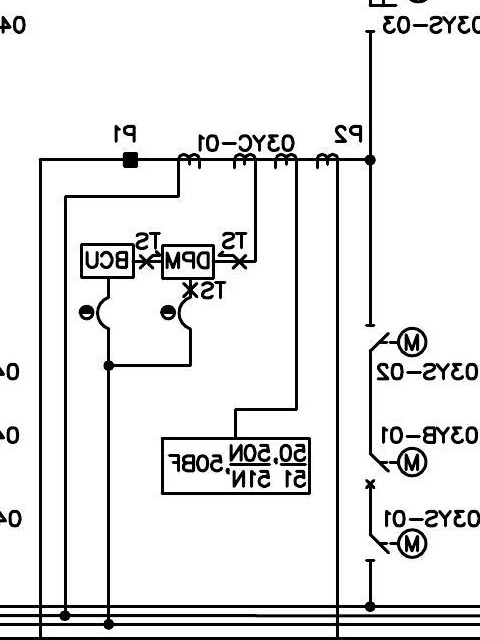 03YS-03
P1
03YC-01
P2
TS
TS
BCU
DPM
TS
M
03YS-02
03YB-01
M
50,50N,50BF
51 51N
03YS-01
M
04
04
04
04